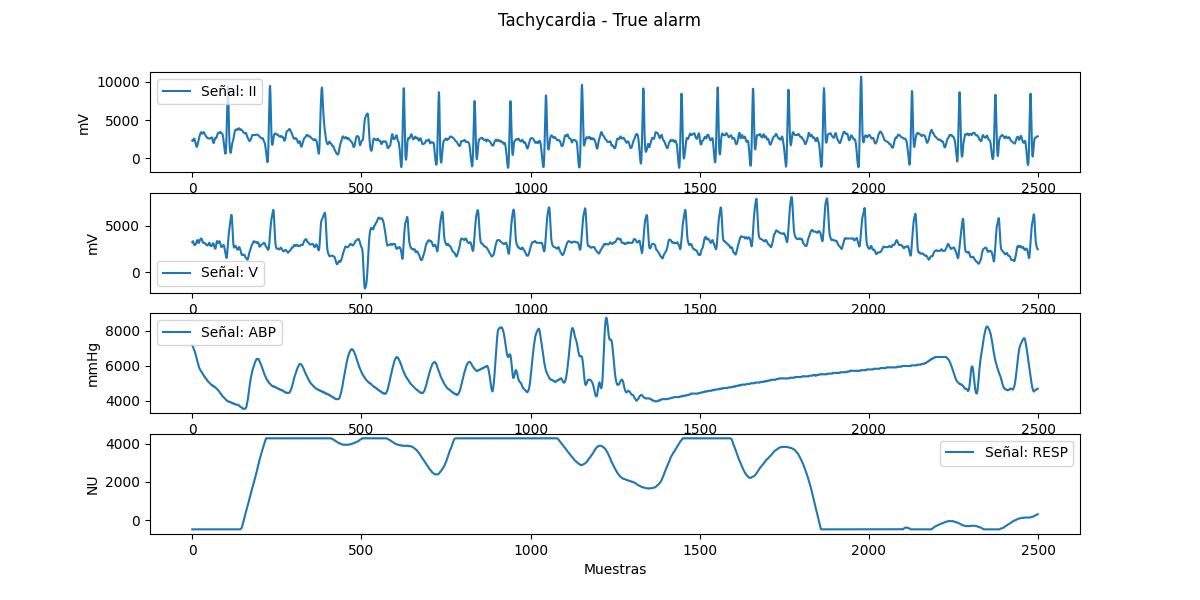 Tachycardia - True alarm
10000
5000
0
mV
Señal: II
0 500 1000 1500 2000 2500
5000
0
mV
Señal: V
0 500 1000 1500 2000 2500
8000
6000
4000
mmHg
Señal: ABP
0 500 1000 1500 2000 2500
4000
2000
0
NU
Señal: RESP
0 500 1000 1500 2000 2500
Muestras